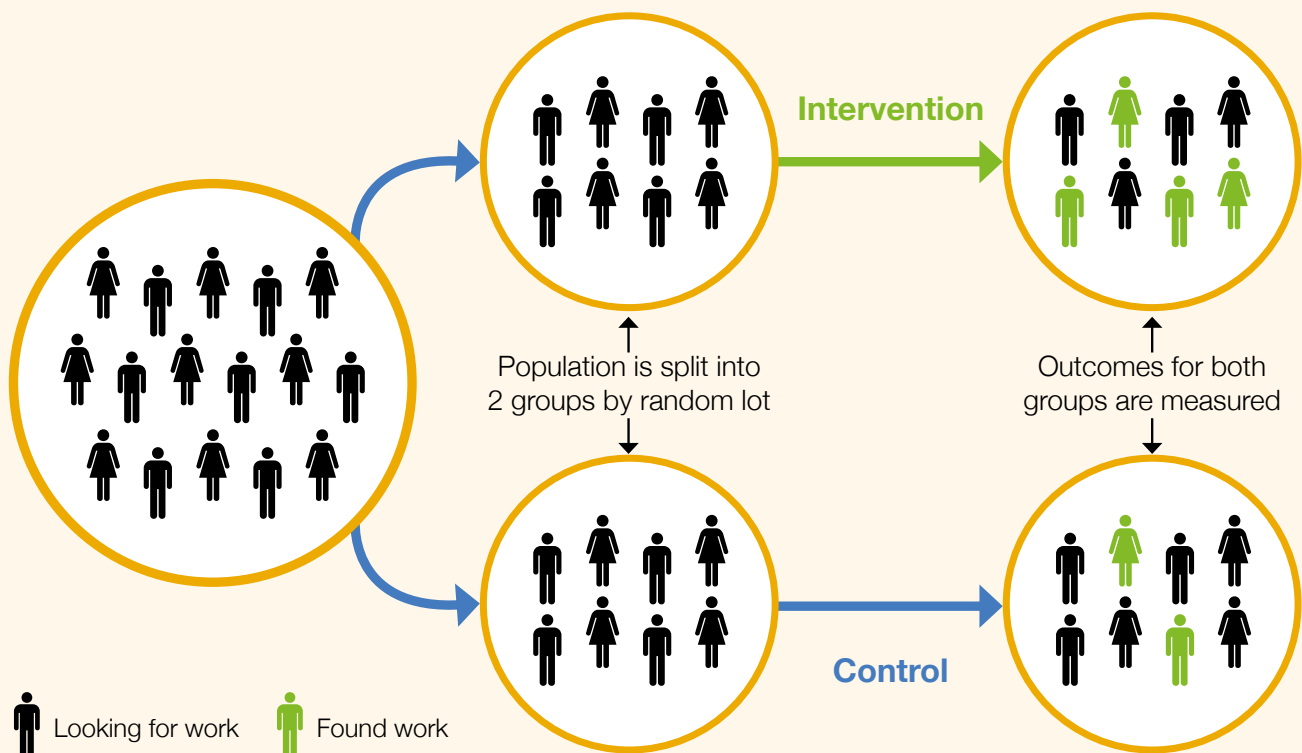 Intervention
Population is split into
2 groups by random lot
Outcomes for both
groups are measured
Control
Looking for work
Found work